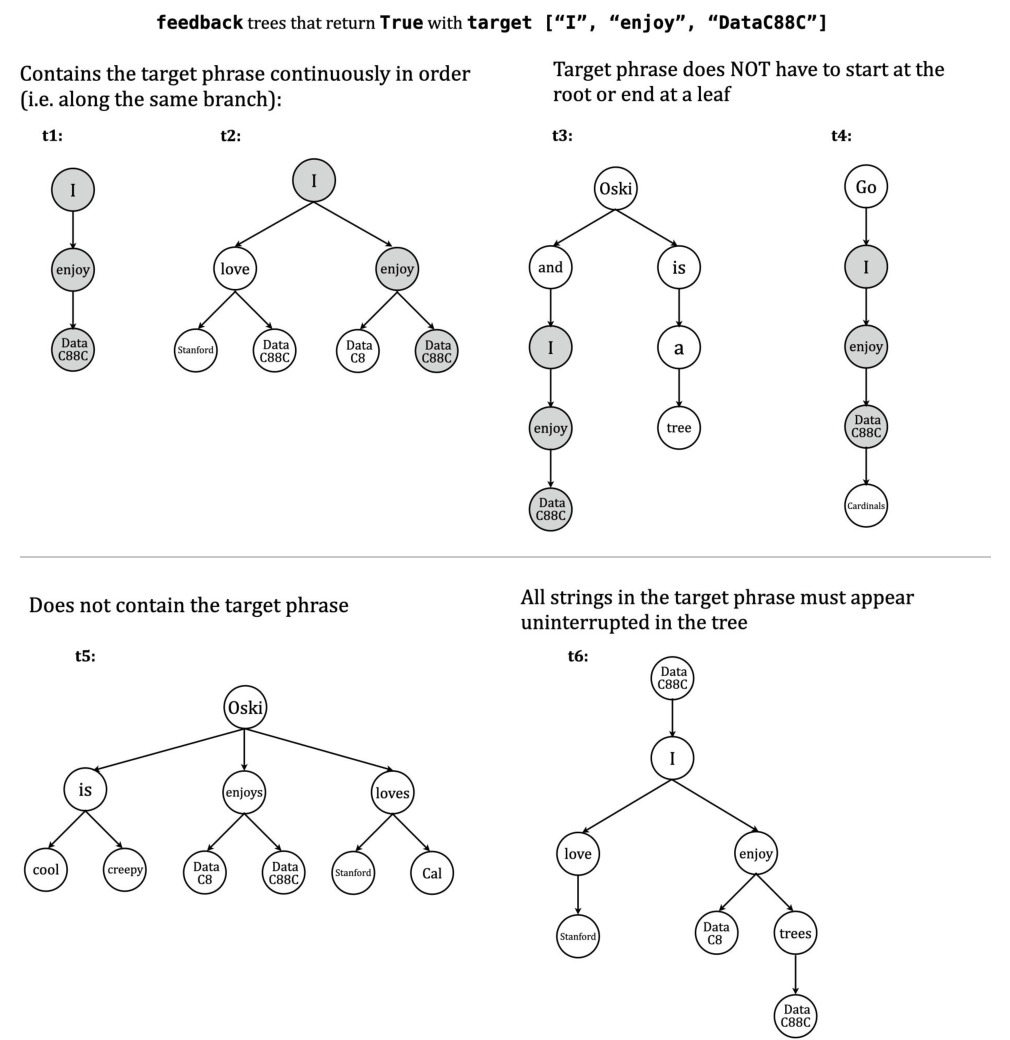 feedback trees that return True with target [“I”, “enjoy”, “DataC88C”]
Contains the target phrase continuously in order
(i.e. along the same branch):
t1:
I
enjoy
Data
C88C
t2:
I
love
enjoy
Stanford
Data
C88C
Data
C8
Data
C88C
Target phrase does NOT have to start at the
root or end at a leaf
t3:
Oski
and
is
I
a
enjoy
tree
Data
C88C
t4:
Go
I
enjoy
Data
C88C
Cardinals
Does not contain the target phrase
t5:
Oski
is
enjoys
loves
cool
creepy
Data
C8
Data
C88C
Stanford
Cal
All strings in the target phrase must appear
uninterrupted in the tree
t6:
Data
C88C
I
love
enjoy
Stanford
Data
C8
trees
Data
C88C